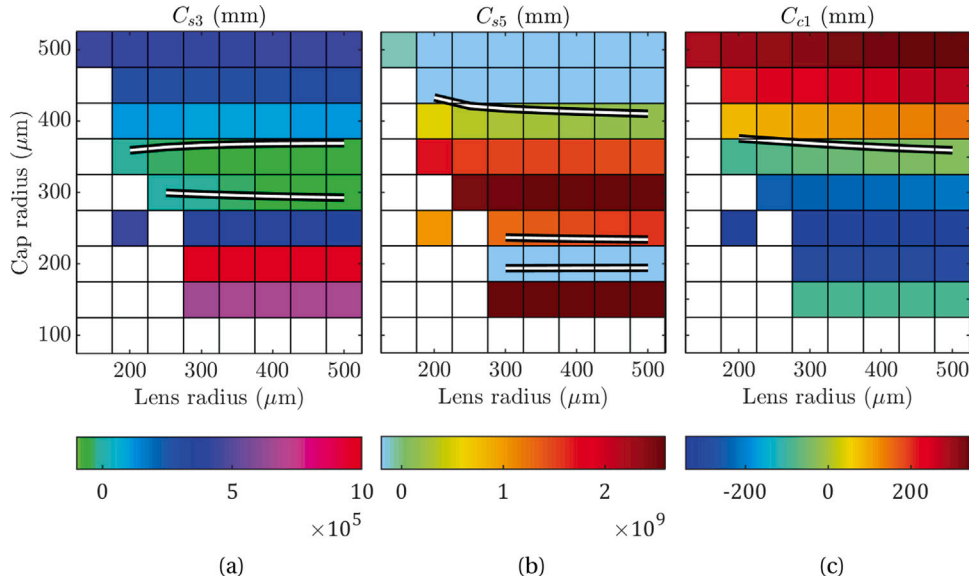 C_{s3} (mm)
C_{s5} (mm)
C_{c1} (mm)
Cap radius (μm)
500
400
300
200
100
200 300 400 500
200 300 400 500
200 300 400 500
Lens radius (μm)
Lens radius (μm)
Lens radius (μm)
0 5 10
×10^5
0 1 2
×10^9
-200 0 200
(a)
(b)
(c)